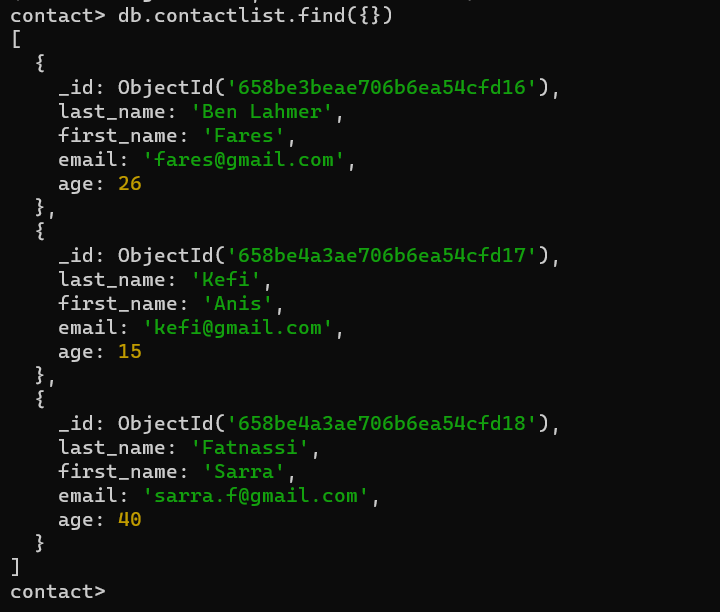 contact> db.contactlist.find({})
[
  {
    _id: ObjectId('658be3beae706b6ea54cfd16'),
    last_name: 'Ben Lahmer',
    first_name: 'Fares',
    email: 'fares@gmail.com',
    age: 26
  },
  {
    _id: ObjectId('658be4a3ae706b6ea54cfd17'),
    last_name: 'Kefi',
    first_name: 'Anis',
    email: 'kefi@gmail.com',
    age: 15
  },
  {
    _id: ObjectId('658be4a3ae706b6ea54cfd18'),
    last_name: 'Fatnassi',
    first_name: 'Sarra',
    email: 'sarra.f@gmail.com',
    age: 40
  }
]
contact>